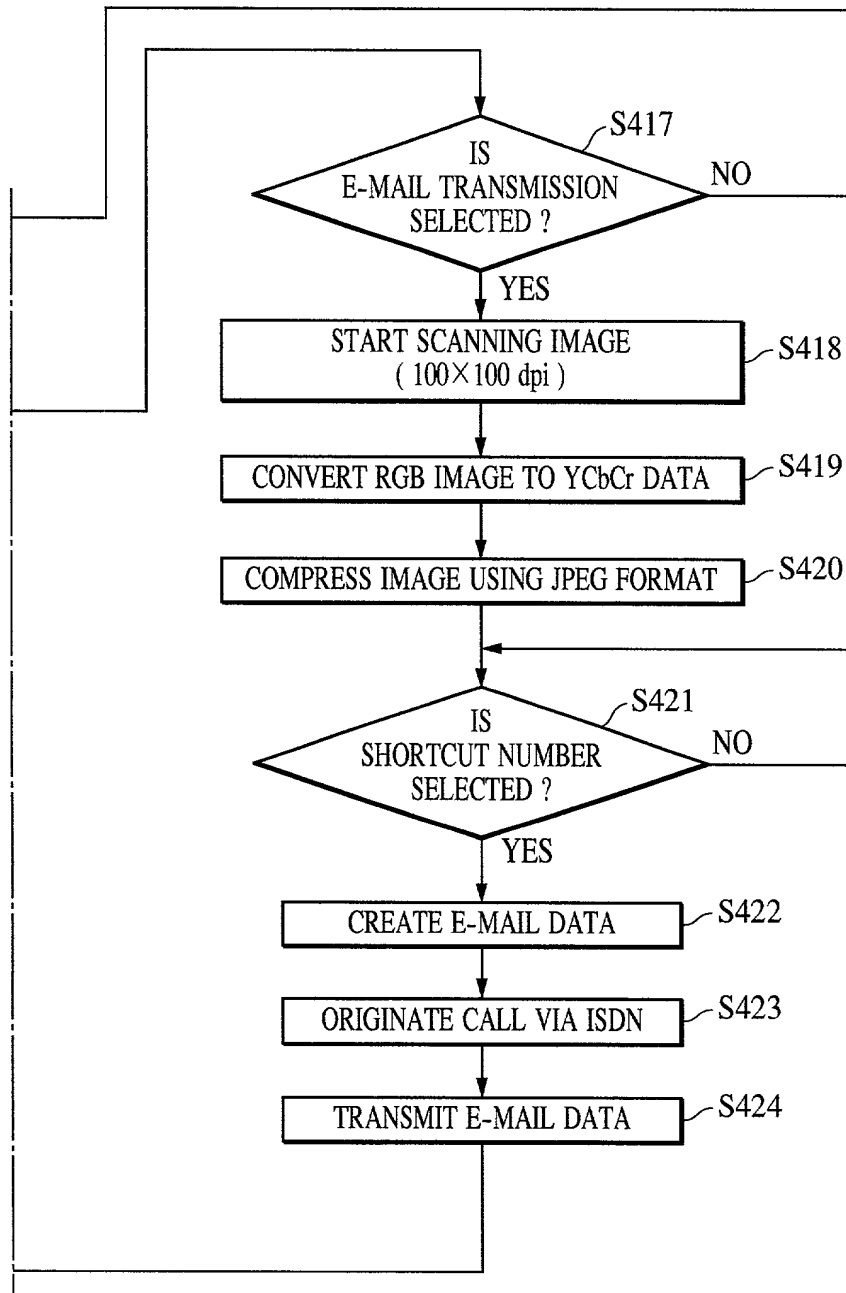 S417
IS
E-MAIL TRANSMISSION
SELECTED ?
NO
YES
START SCANNING IMAGE
( 100×100 dpi )
S418
CONVERT RGB IMAGE TO YCbCr DATA
S419
COMPRESS IMAGE USING JPEG FORMAT
S420
S421
IS
SHORTCUT NUMBER
SELECTED ?
NO
YES
CREATE E-MAIL DATA
S422
ORIGINATE CALL VIA ISDN
S423
TRANSMIT E-MAIL DATA
S424